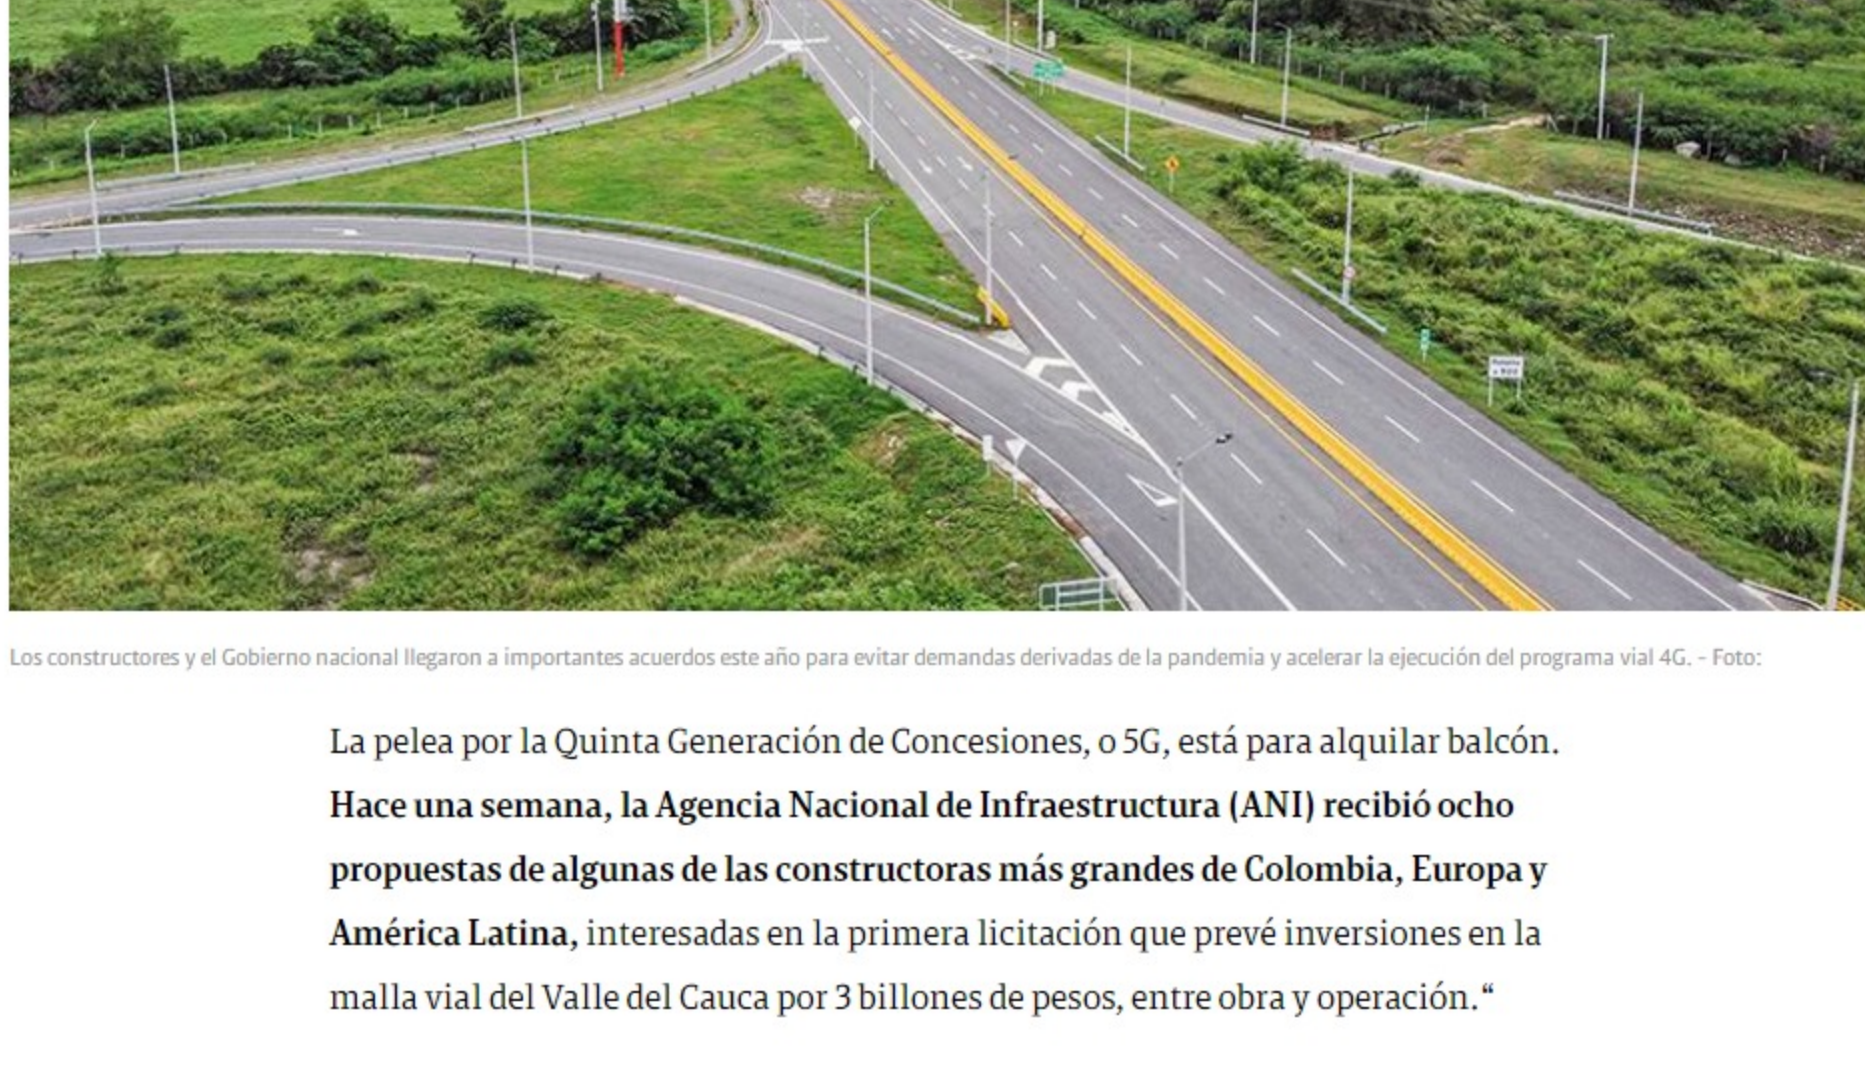 Los constructores y el Gobierno nacional llegaron a importantes acuerdos este año para evitar demandas derivadas de la pandemia y acelerar la ejecución del programa vial 4G. - Foto:
La pelea por la Quinta Generación de Concesiones, o 5G, está para alquilar balcón.
Hace una semana, la Agencia Nacional de Infraestructura (ANI) recibió ocho
propuestas de algunas de las constructoras más grandes de Colombia, Europa y
América Latina, interesadas en la primera licitación que prevé inversiones en la
malla vial del Valle del Cauca por 3 billones de pesos, entre obra y operación.“